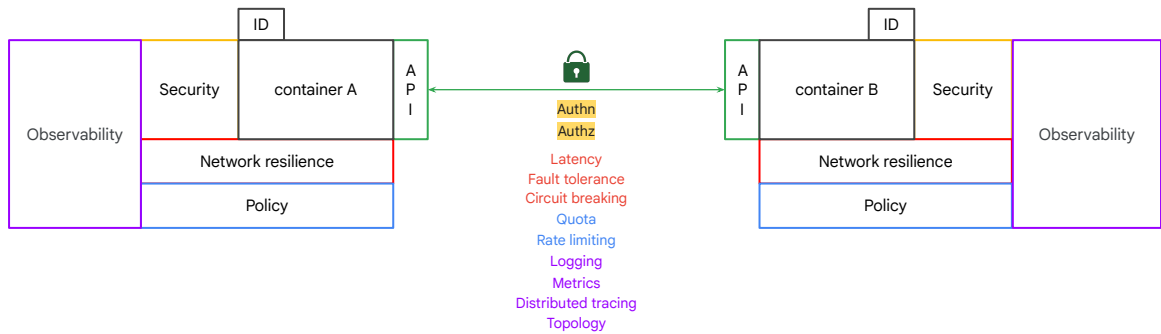 ID
Observability
Security
container A
A
P
I
Network resilience
Policy
Authn
Authz
Latency
Fault tolerance
Circuit breaking
Quota
Rate limiting
Logging
Metrics
Distributed tracing
Topology
ID
A
P
I
container B
Security
Observability
Network resilience
Policy